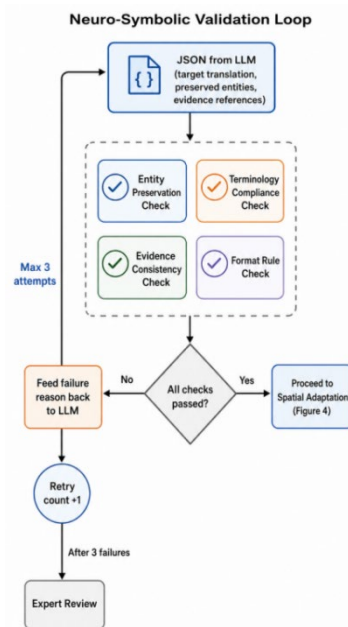 Neuro-Symbolic Validation Loop
JSON from LLM
(target translation,
preserved entities,
evidence references)
{ }
Entity
Preservation
Check
Terminology
Compliance
Check
Evidence
Consistency
Check
Format Rule
Check
Max 3
attempts
Feed failure
reason back
to LLM
No
All checks
passed?
Yes
Proceed to
Spatial Adaptation
(Figure 4)
Retry
count +1
After 3 failures
Expert Review